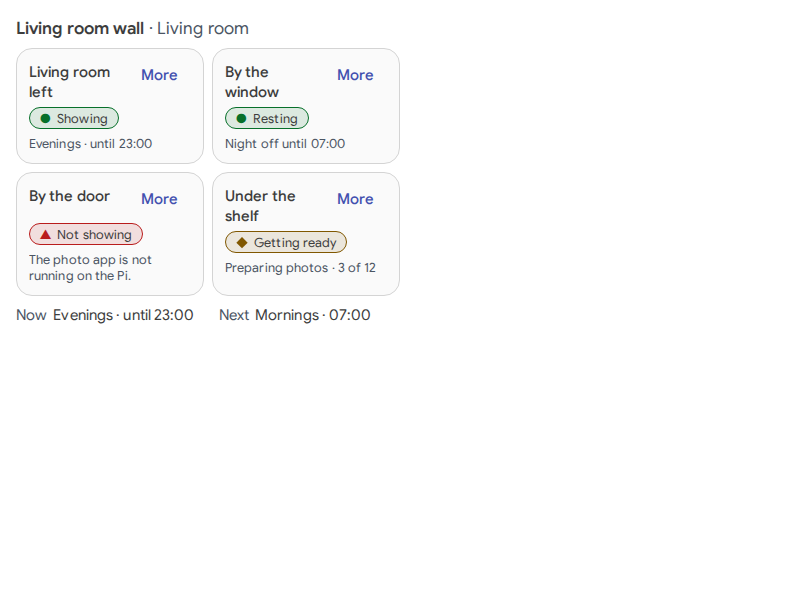 Living room wall · Living room
Living room
left
More
Showing
Evenings · until 23:00
By the
window
More
Resting
Night off until 07:00
By the door
More
Not showing
The photo app is not
running on the Pi.
Under the
shelf
More
Getting ready
Preparing photos · 3 of 12
Now Evenings · until 23:00 Next Mornings · 07:00